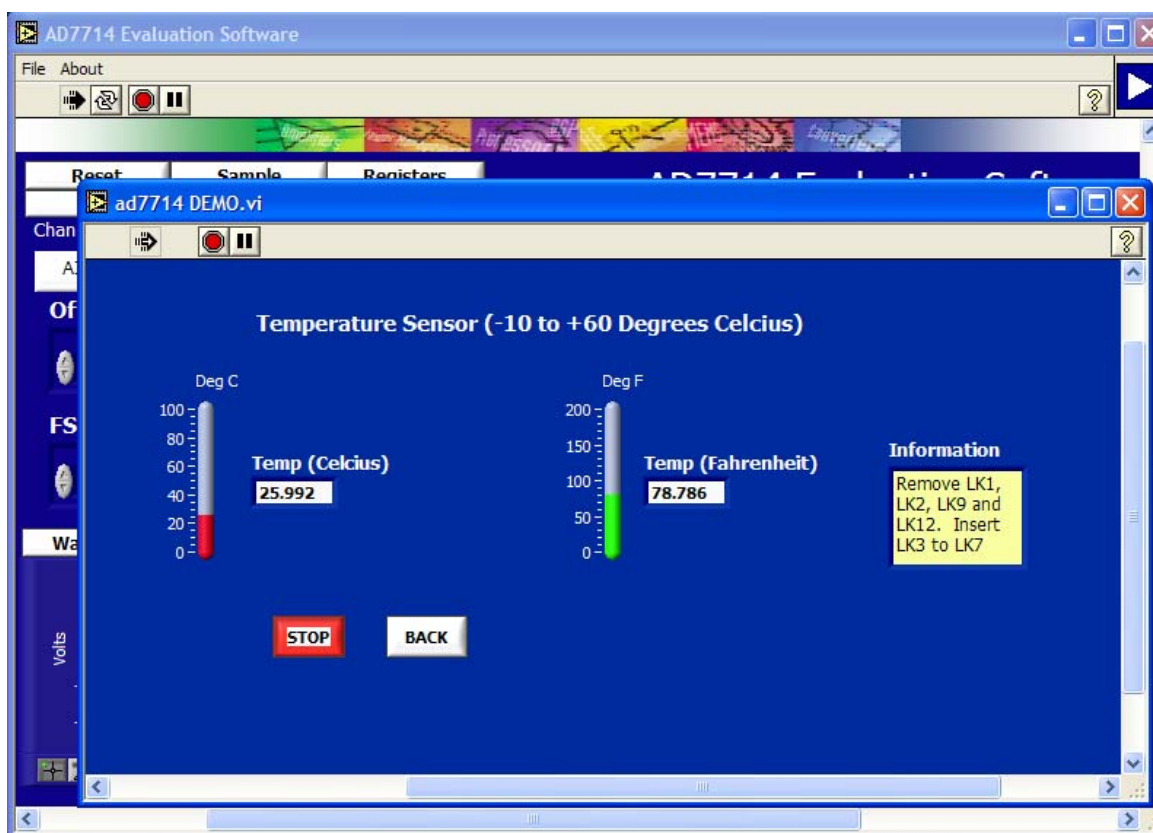 AD7714 Evaluation Software
File About
Reset Sample Registers
ad7714 DEMO.vi
Chan
Of
FS
Wa
Volts
Temperature Sensor (-10 to +60 Degrees Celcius)
Deg C
100
80
60
40
20
0
Temp (Celcius)
25.992
Deg F
200
150
100
50
0
Temp (Fahrenheit)
78.786
Information
Remove LK1,
LK2, LK9 and
LK12. Insert
LK3 to LK7
STOP BACK